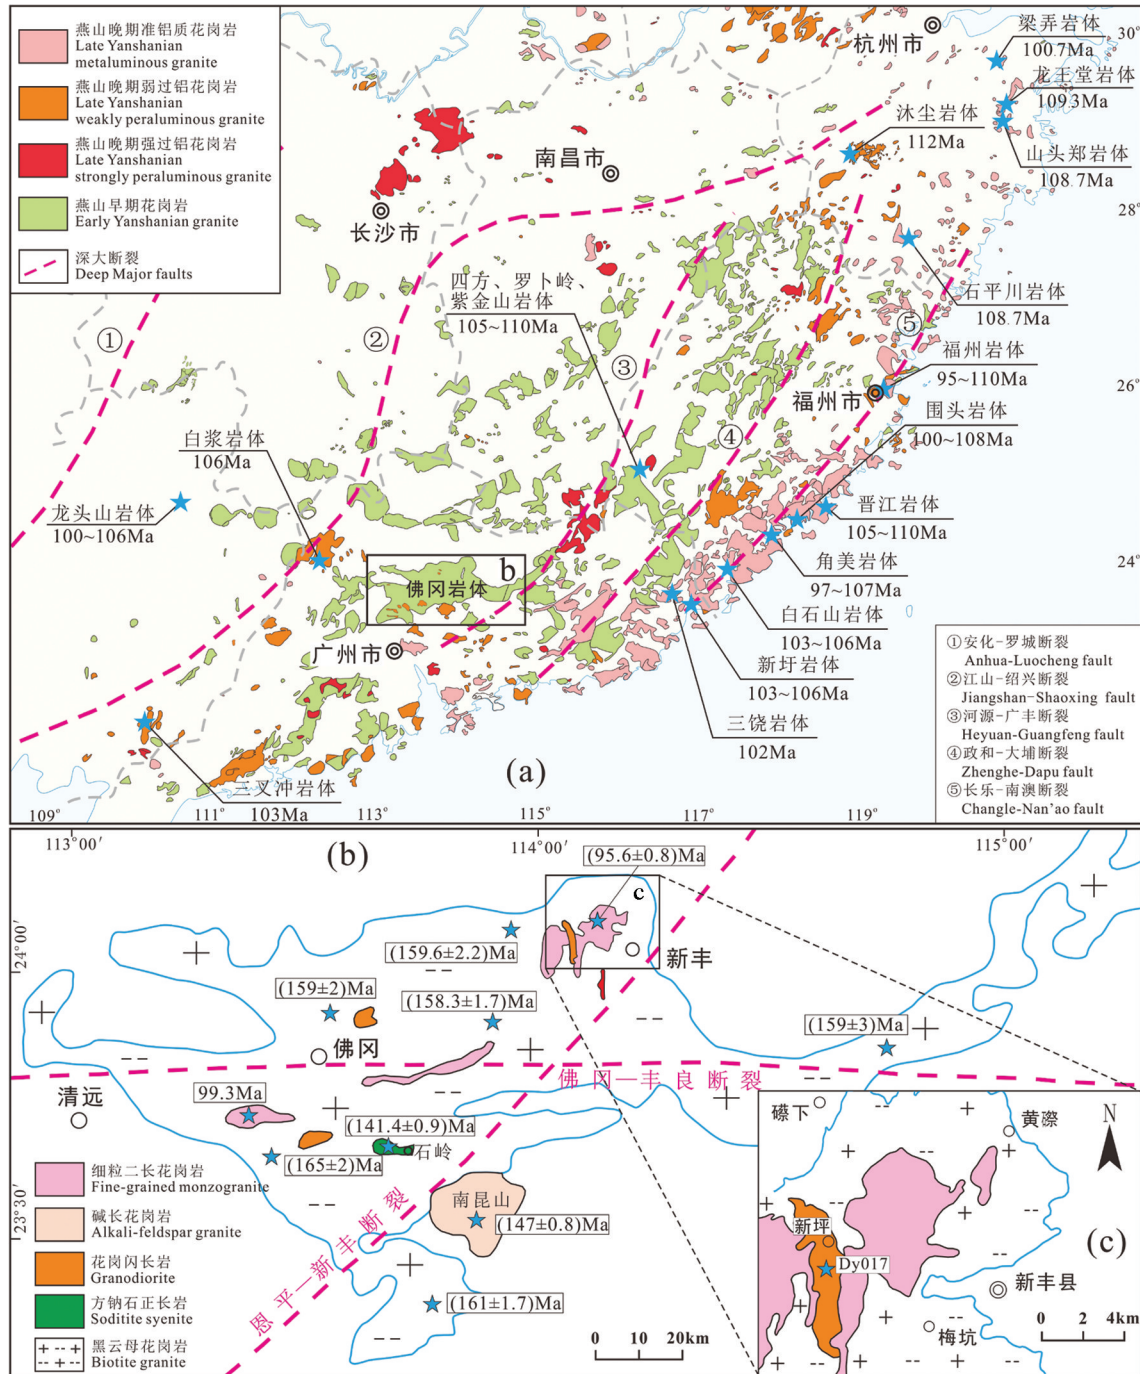 燕山晚期准铝质花岗岩
Late Yanshanian
metaluminous granite
燕山晚期弱过铝花岗岩
Late Yanshanian
weakly peraluminous granite
燕山晚期强过铝花岗岩
Late Yanshanian
strongly peraluminous granite
燕山早期花岗岩
Early Yanshanian granite
深大断裂
Deep Major faults
杭州市
梁弄岩体
100.7Ma
30°
龙王堂岩体
109.3Ma
沐尘岩体
112Ma
山头郑岩体
108.7Ma
南昌市
长沙市
28°
四方、罗卜岭、
紫金山岩体
105~110Ma
石平川岩体
108.7Ma
①
②
③
④
⑤
福州岩体
95~110Ma
26°
福州市
围头岩体
100~108Ma
白浆岩体
106Ma
龙头山岩体
100~106Ma
晋江岩体
105~110Ma
角美岩体
97~107Ma
24°
b
佛冈岩体
白石山岩体
103~106Ma
广州市
新圩岩体
103~106Ma
三饶岩体
102Ma
三叉冲岩体
103Ma
(a)
①安化-罗城断裂
Anhua-Luocheng fault
②江山-绍兴断裂
Jiangshan-Shaoxing fault
③河源-广丰断裂
Heyuan-Guangfeng fault
④政和-大埔断裂
Zhenghe-Dapu fault
⑤长乐-南澳断裂
Changle-Nan'ao fault
109°
111°
113°
115°
117°
119°
113°00′
114°00′
115°00′
(b)
(95.6±0.8)Ma
c
24°00′
(159.6±2.2)Ma
新丰
(159±2)Ma
(158.3±1.7)Ma
(159±3)Ma
佛冈
佛冈—丰良断裂
清远
99.3Ma
(141.4±0.9)Ma
石岭
(165±2)Ma
23°30′
南昆山
(147±0.8)Ma
恩平—新丰断裂
(161±1.7)Ma
0 10 20km
细粒二长花岗岩
Fine-grained monzogranite
碱长花岗岩
Alkali-feldspar granite
花岗闪长岩
Granodiorite
方钠石正长岩
Soditite syenite
黑云母花岗岩
Biotite granite
礤下
黄磜
N
新坪
Dy017
(c)
新丰县
梅坑
0 2 4km